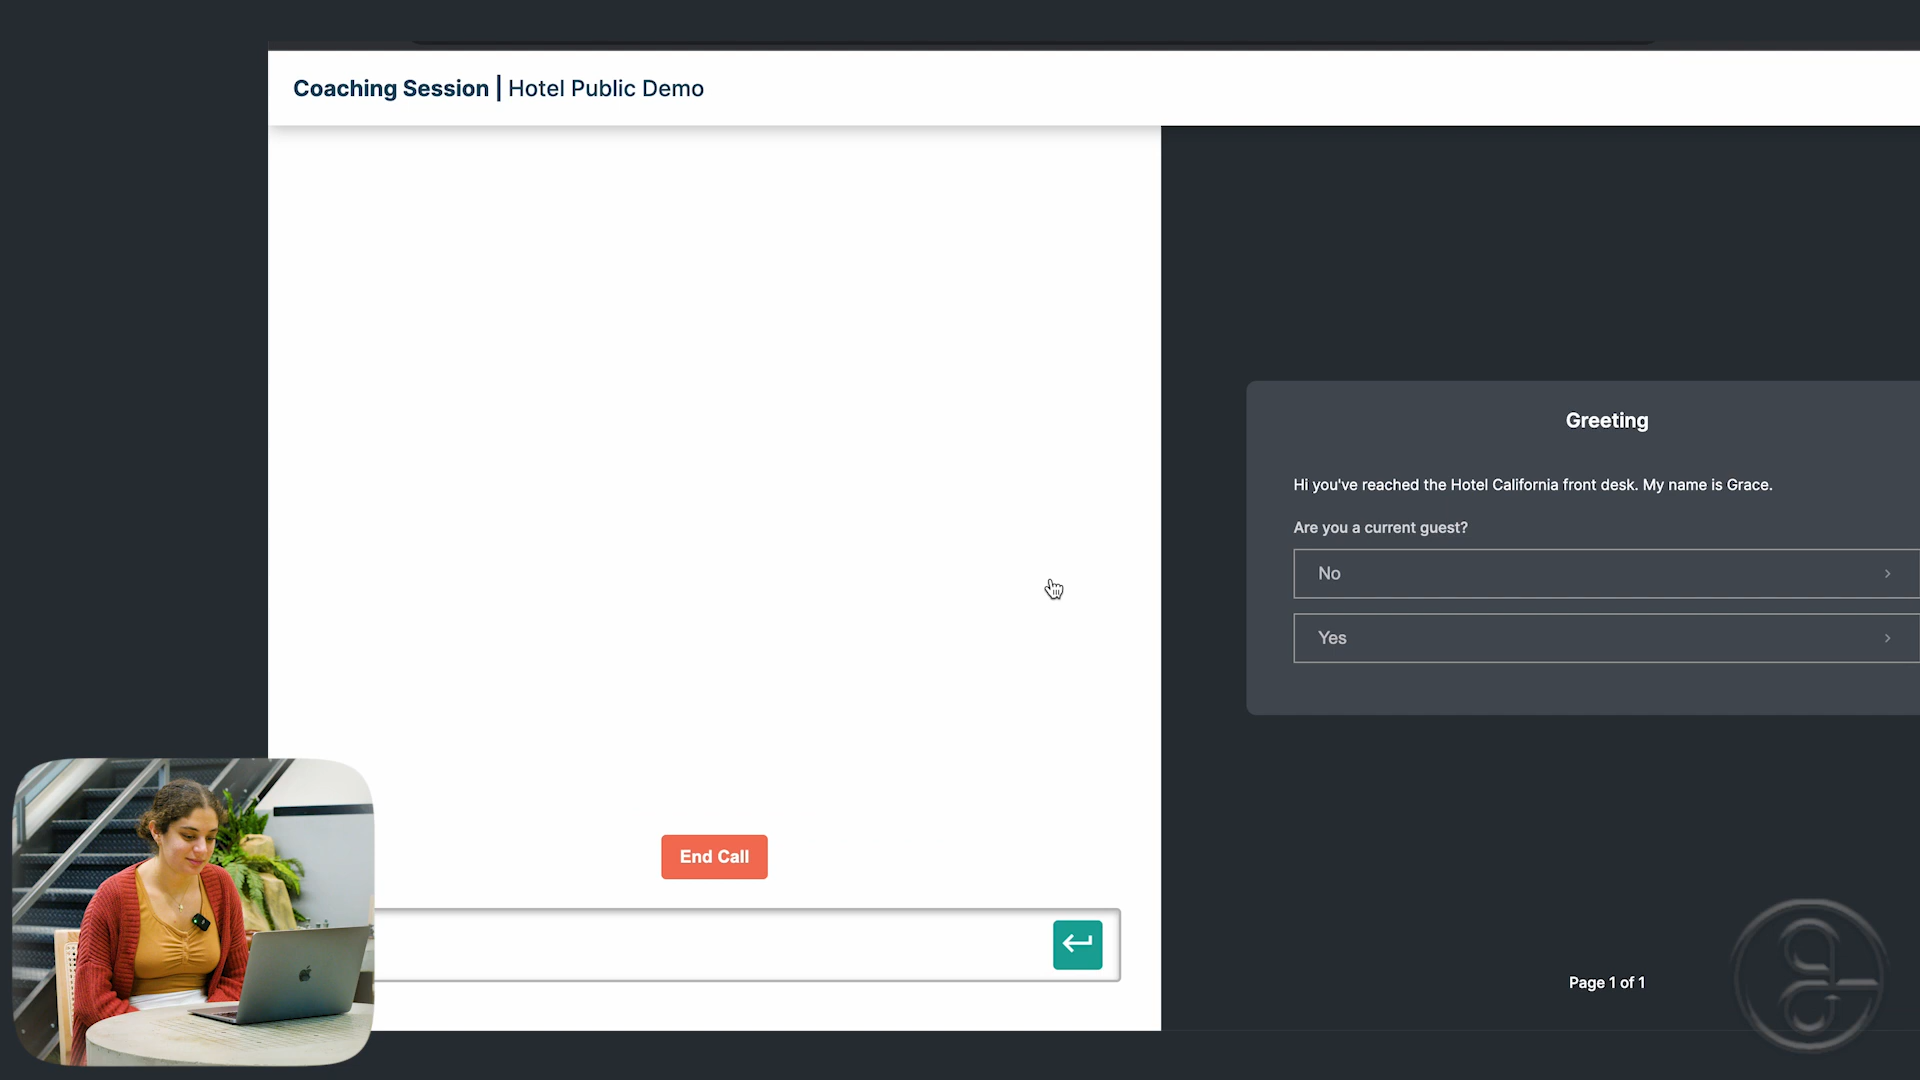 Coaching Session | Hotel Public Demo
Greeting
Hi you've reached the Hotel California front desk. My name is Grace.
Are you a current guest?
No
Yes
End Call
Page 1 of 1